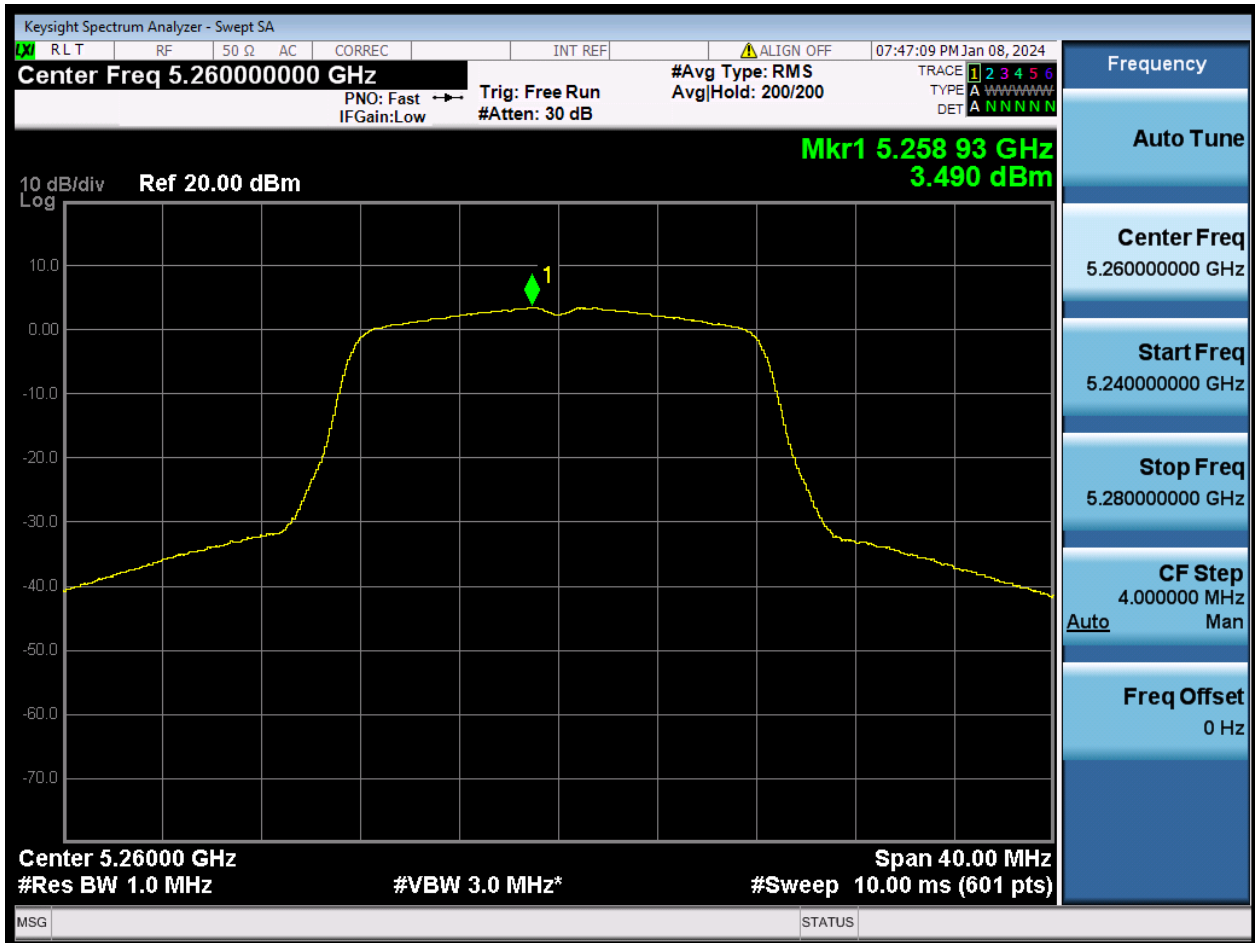 Keysight Spectrum Analyzer - Swept SA
LXI RLT RF 50 Ω AC CORREC INT REF ALIGN OFF 07:47:09 PM Jan 08, 2024
Center Freq 5.260000000 GHz
PNO: Fast
IFGain:Low
Trig: Free Run
#Atten: 30 dB
#Avg Type: RMS
Avg|Hold: 200/200
TRACE 1 2 3 4 5 6
TYPE A WWWWW
DET A N N N N N
Mkr1 5.258 93 GHz
3.490 dBm
10 dB/div Ref 20.00 dBm
Log
1
10.0
0.00
-10.0
-20.0
-30.0
-40.0
-50.0
-60.0
-70.0
Center 5.26000 GHz Span 40.00 MHz
#Res BW 1.0 MHz #VBW 3.0 MHz* #Sweep 10.00 ms (601 pts)
MSG STATUS
Frequency
Auto Tune
Center Freq
5.260000000 GHz
Start Freq
5.240000000 GHz
Stop Freq
5.280000000 GHz
CF Step
4.000000 MHz
Auto Man
Freq Offset
0 Hz